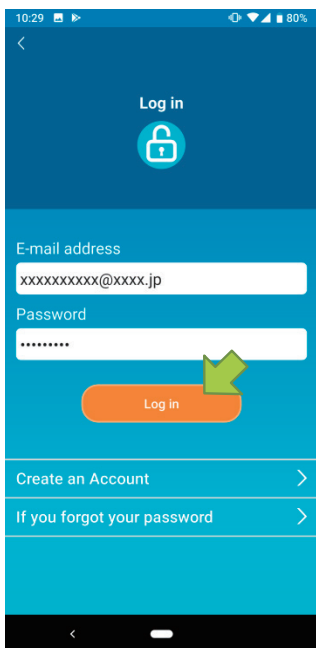 10:29 80%
Log in
E-mail address
xxxxxxxxxx@xxxx.jp
Password
•••••••••
Log in
Create an Account
If you forgot your password